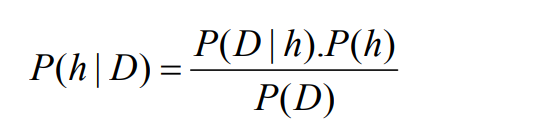 P(h | D) = P(D | h).P(h) / P(D)